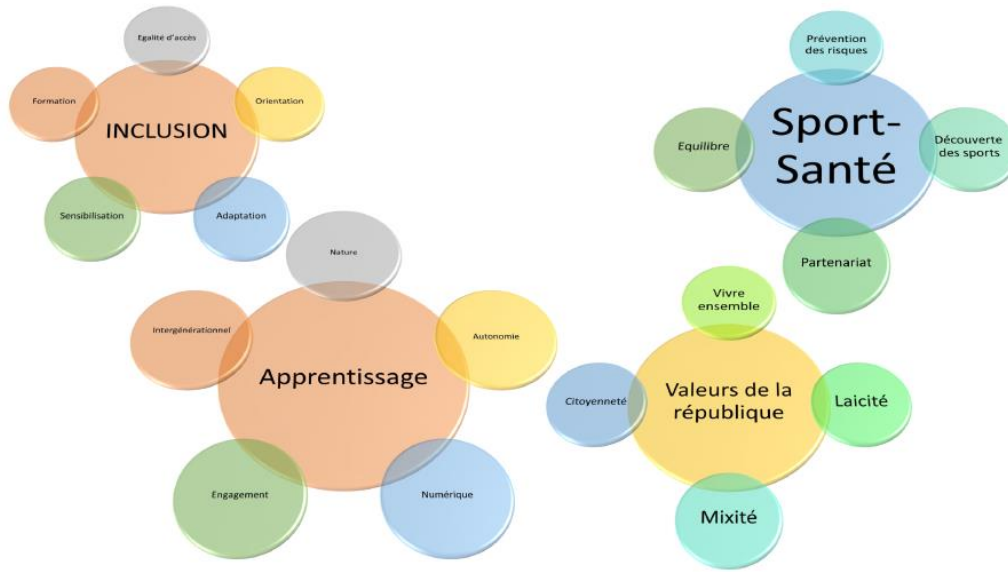 Egalité d'accès
Formation
Orientation
INCLUSION
Sensibilisation
Adaptation
Prévention
des risques
Equilibre
Sport-
Santé
Découverte
des sports
Partenariat
Nature
Intergénérationnel
Autonomie
Apprentissage
Engagement
Numérique
Vivre
ensemble
Citoyenneté
Valeurs de la
république
Laicité
Mixité